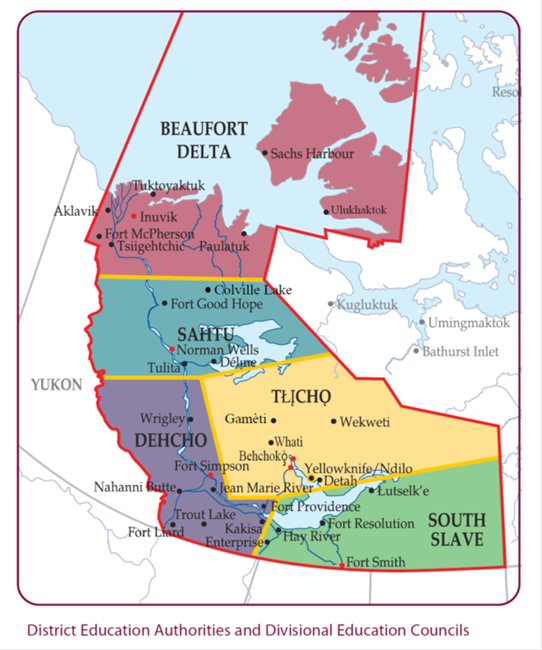 Resol
BEAUFORT
DELTA
Sachs Harbour
Tuktoyaktuk
Aklavik
Inuvik
Ulukhaktok
Fort McPherson
Tsiigehtchic
Paulatuk
Colville Lake
Fort Good Hope
Kugluktuk
Umingmaktok
SAHTU
Norman Wells
Bathurst Inlet
Tulita
Délįne
YUKON
TŁĮCHǪ
Wrigley
Gamèti
Wekweti
DEHCHO
Whati
Behchokǫ̀
Fort Simpson
Yellowknife/Ndilo
Detah
Nahanni Butte
Jean Marie River
Łutselk'e
Fort Providence
Trout Lake
Fort Resolution
SOUTH
SLAVE
Fort Liard
Kakisa
Hay River
Enterprise
Fort Smith
District Education Authorities and Divisional Education Councils